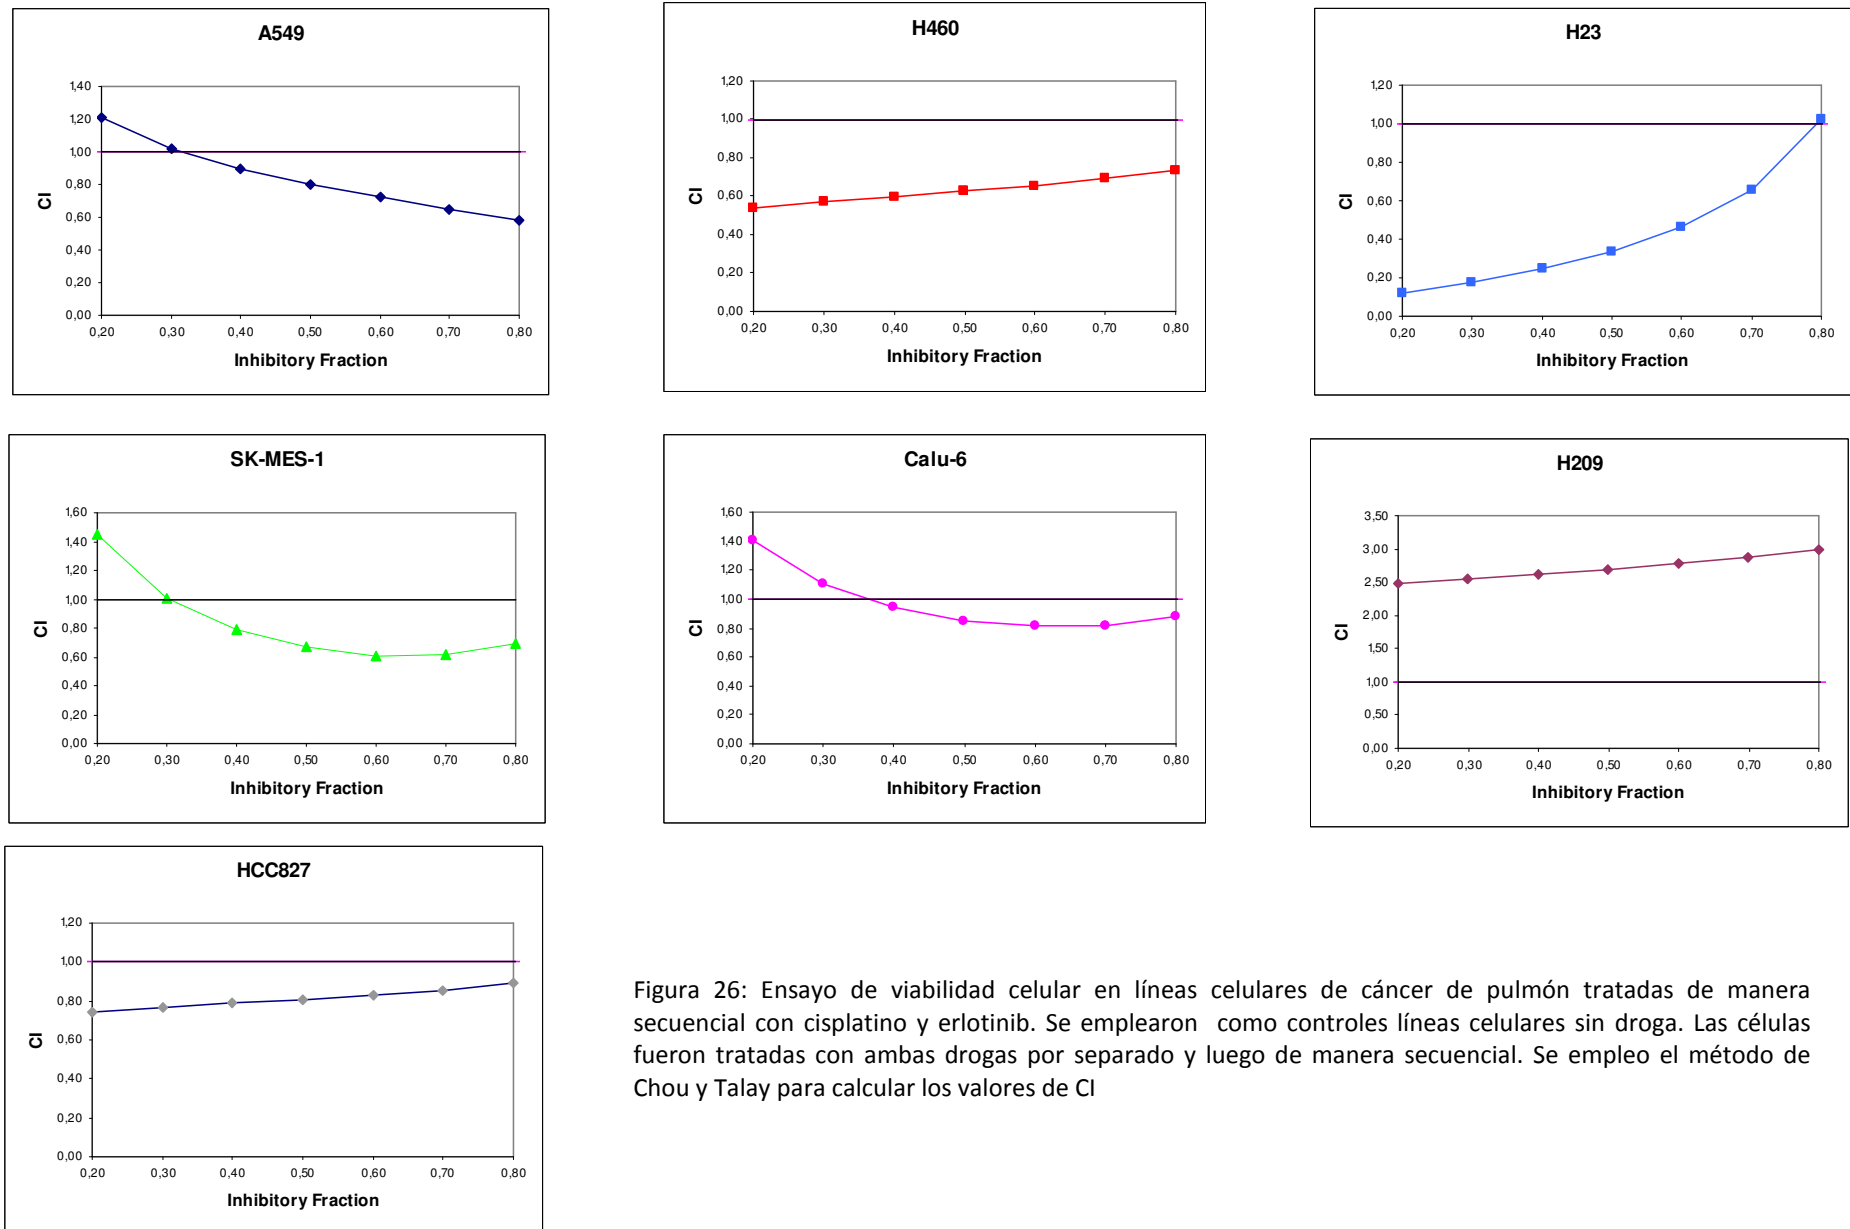 A549
1,40
1,20
1,00
0,80
0,60
0,40
0,20
0,00
CI
0,20 0,30 0,40 0,50 0,60 0,70 0,80
Inhibitory Fraction
H460
1,20
1,00
0,80
0,60
0,40
0,20
0,00
CI
0,20 0,30 0,40 0,50 0,60 0,70 0,80
Inhibitory Fraction
H23
1,20
1,00
0,80
0,60
0,40
0,20
0,00
CI
0,20 0,30 0,40 0,50 0,60 0,70 0,80
Inhibitory Fraction
SK-MES-1
1,60
1,40
1,20
1,00
0,80
0,60
0,40
0,20
0,00
CI
0,20 0,30 0,40 0,50 0,60 0,70 0,80
Inhibitory Fraction
Calu-6
1,60
1,40
1,20
1,00
0,80
0,60
0,40
0,20
0,00
CI
0,20 0,30 0,40 0,50 0,60 0,70 0,80
Inhibitory Fraction
H209
3,50
3,00
2,50
2,00
1,50
1,00
0,50
0,00
CI
0,20 0,30 0,40 0,50 0,60 0,70 0,80
Inhibitory Fraction
HCC827
1,20
1,00
0,80
0,60
0,40
0,20
0,00
CI
0,20 0,30 0,40 0,50 0,60 0,70 0,80
Inhibitory Fraction
Figura 26: Ensayo de viabilidad celular en líneas celulares de cáncer de pulmón tratadas de manera
secuencial con cisplatino y erlotinib. Se emplearon como controles líneas celulares sin droga. Las células
fueron tratadas con ambas drogas por separado y luego de manera secuencial. Se empleo el método de
Chou y Talay para calcular los valores de CI